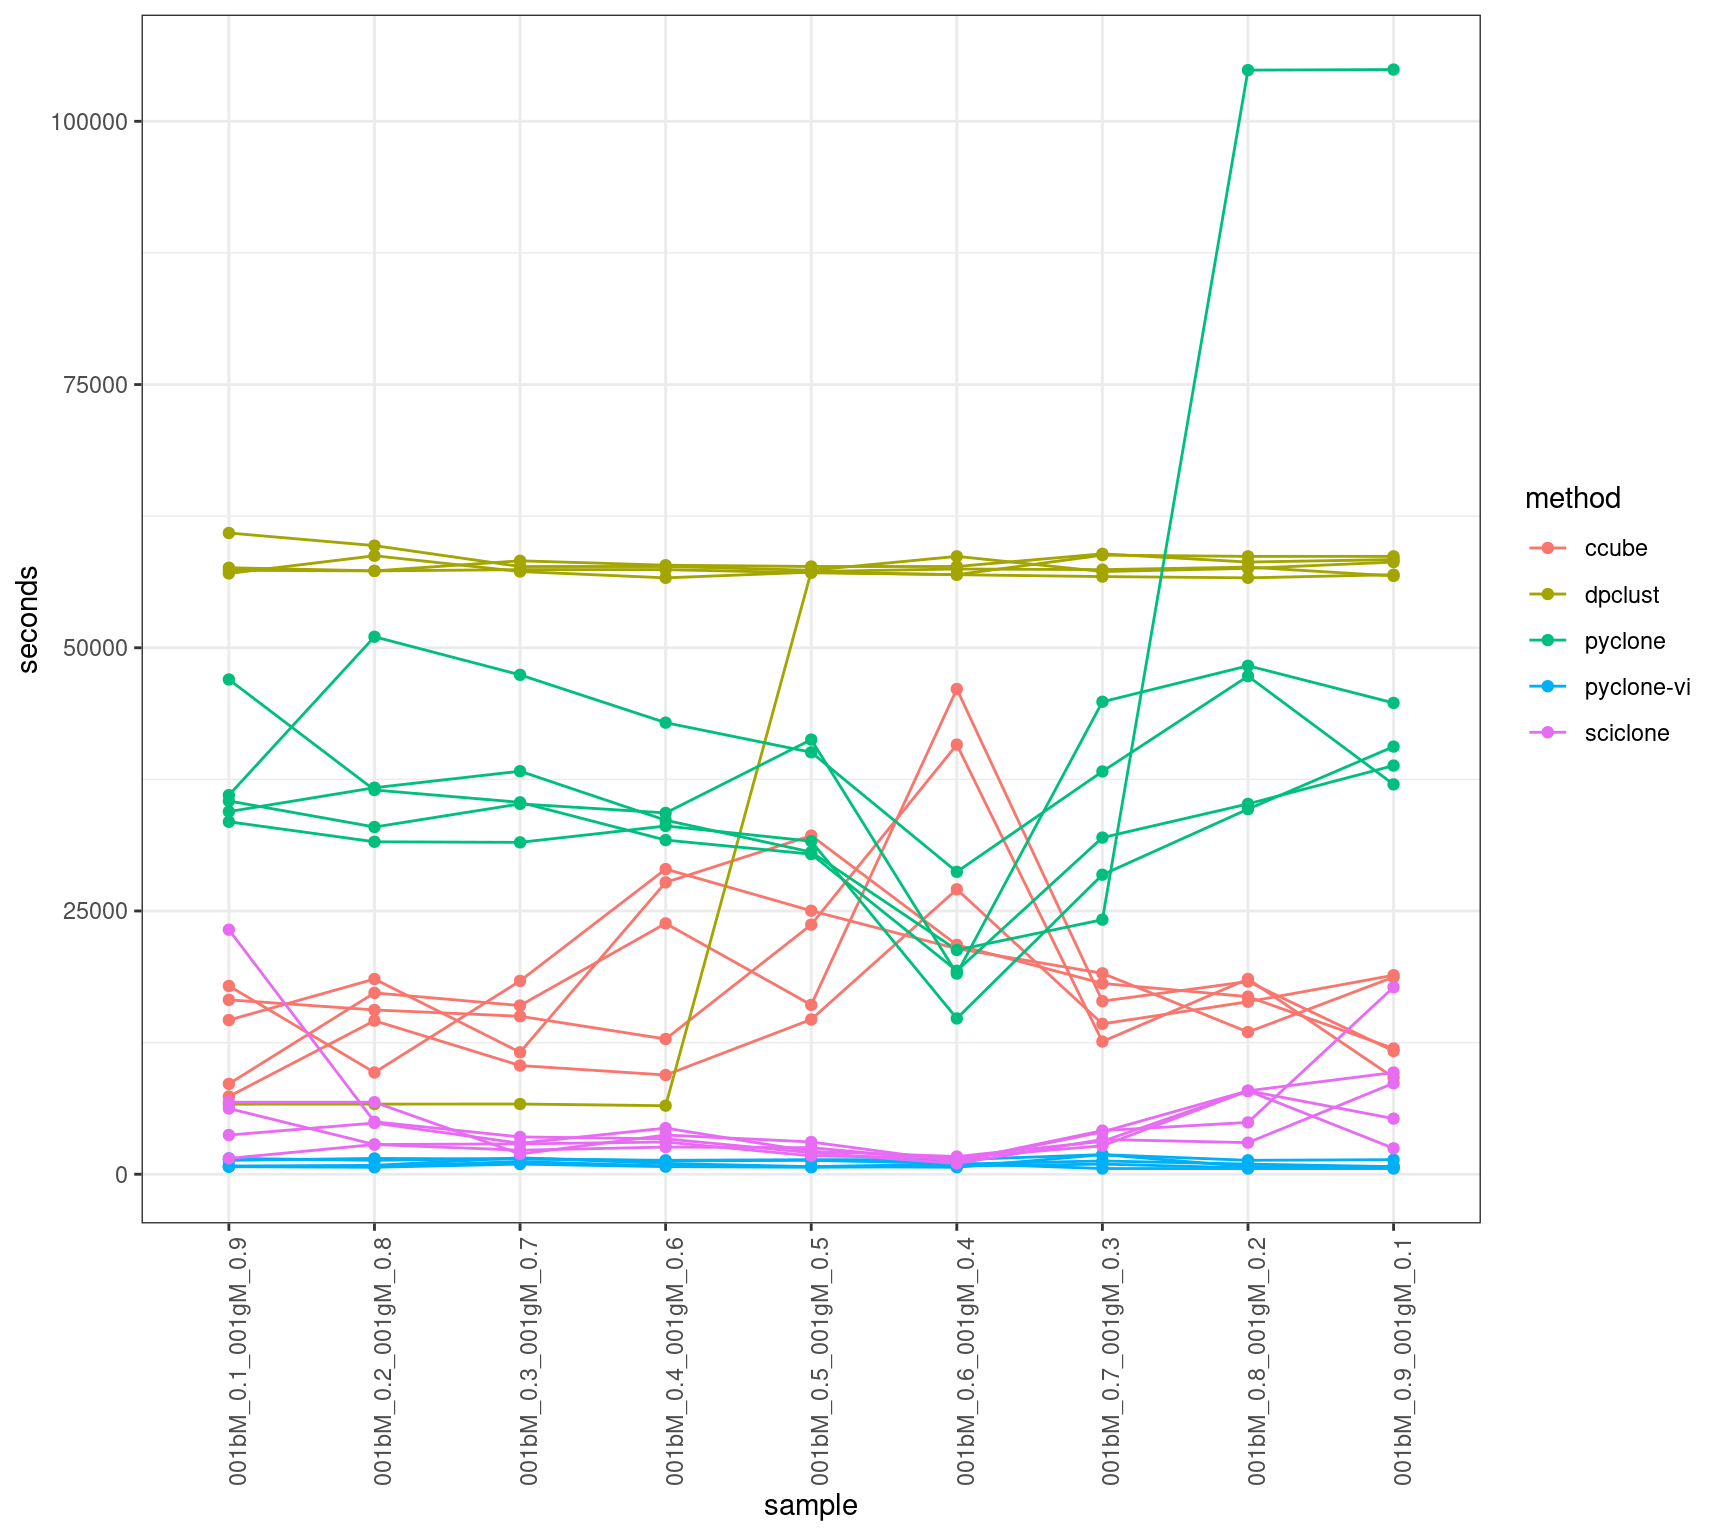 100000
75000
50000
25000
0
seconds
001bM_0.1_001gM_0.9
001bM_0.2_001gM_0.8
001bM_0.3_001gM_0.7
001bM_0.4_001gM_0.6
001bM_0.5_001gM_0.5
001bM_0.6_001gM_0.4
001bM_0.7_001gM_0.3
001bM_0.8_001gM_0.2
001bM_0.9_001gM_0.1
sample
method
ccube
dpclust
pyclone
pyclone-vi
sciclone